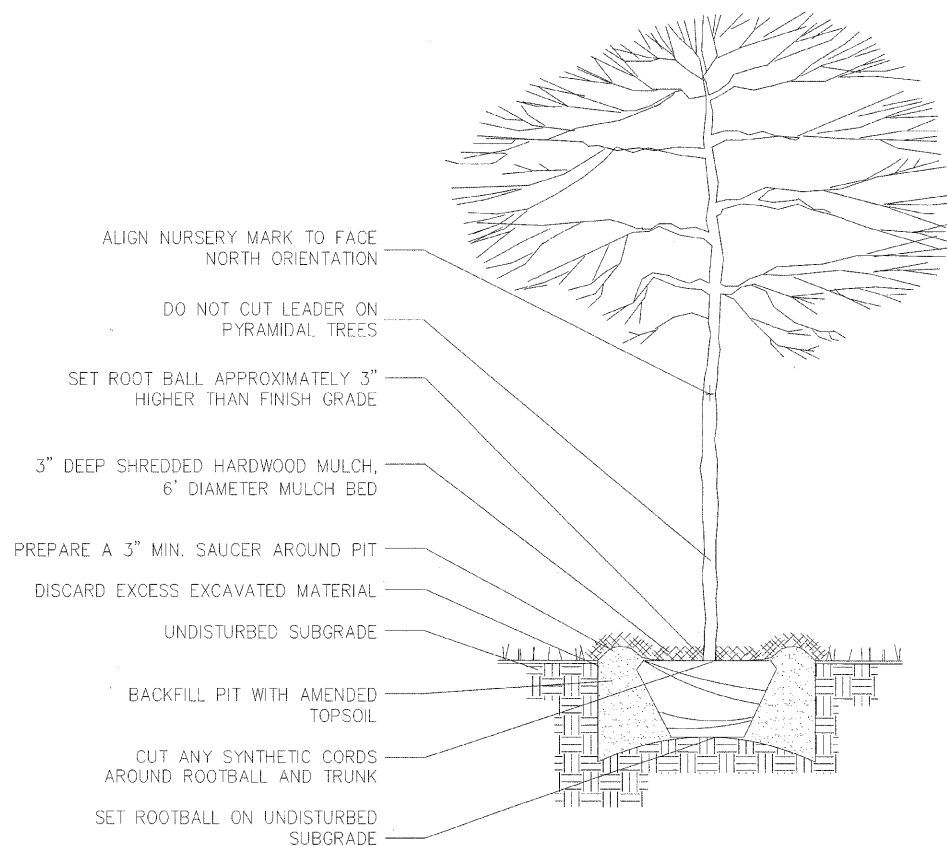 ALIGN NURSERY MARK TO FACE
NORTH ORIENTATION
DO NOT CUT LEADER ON
PYRAMIDAL TREES
SET ROOT BALL APPROXIMATELY 3"
HIGHER THAN FINISH GRADE
3" DEEP SHREDDED HARDWOOD MULCH,
6' DIAMETER MULCH BED
PREPARE A 3" MIN. SAUCER AROUND PIT
DISCARD EXCESS EXCAVATED MATERIAL
UNDISTURBED SUBGRADE
BACKFILL PIT WITH AMENDED
TOPSOIL
CUT ANY SYNTHETIC CORDS
AROUND ROOTBALL AND TRUNK
SET ROOTBALL ON UNDISTURBED
SUBGRADE